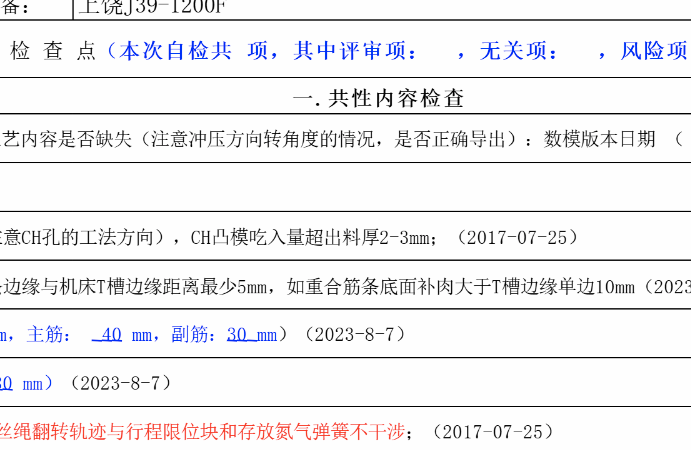 备： 上饶J39-1200F
检 查 点（本次自检共 项，其中评审项： ，无关项： ，风险项
一.共性内容检查
艺内容是否缺失（注意冲压方向转角度的情况，是否正确导出）：数模版本日期 （
意CH孔的工法方向），CH凸模吃入量超出料厚2-3mm；（2017-07-25）
边缘与机床T槽边缘距离最少5mm，如重合筋条底面补肉大于T槽边缘单边10mm（2023
m，主筋： _40 mm，副筋：30_mm）（2023-8-7）
30 mm）（2023-8-7）
丝绳翻转轨迹与行程限位块和存放氮气弹簧不干涉；（2017-07-25）